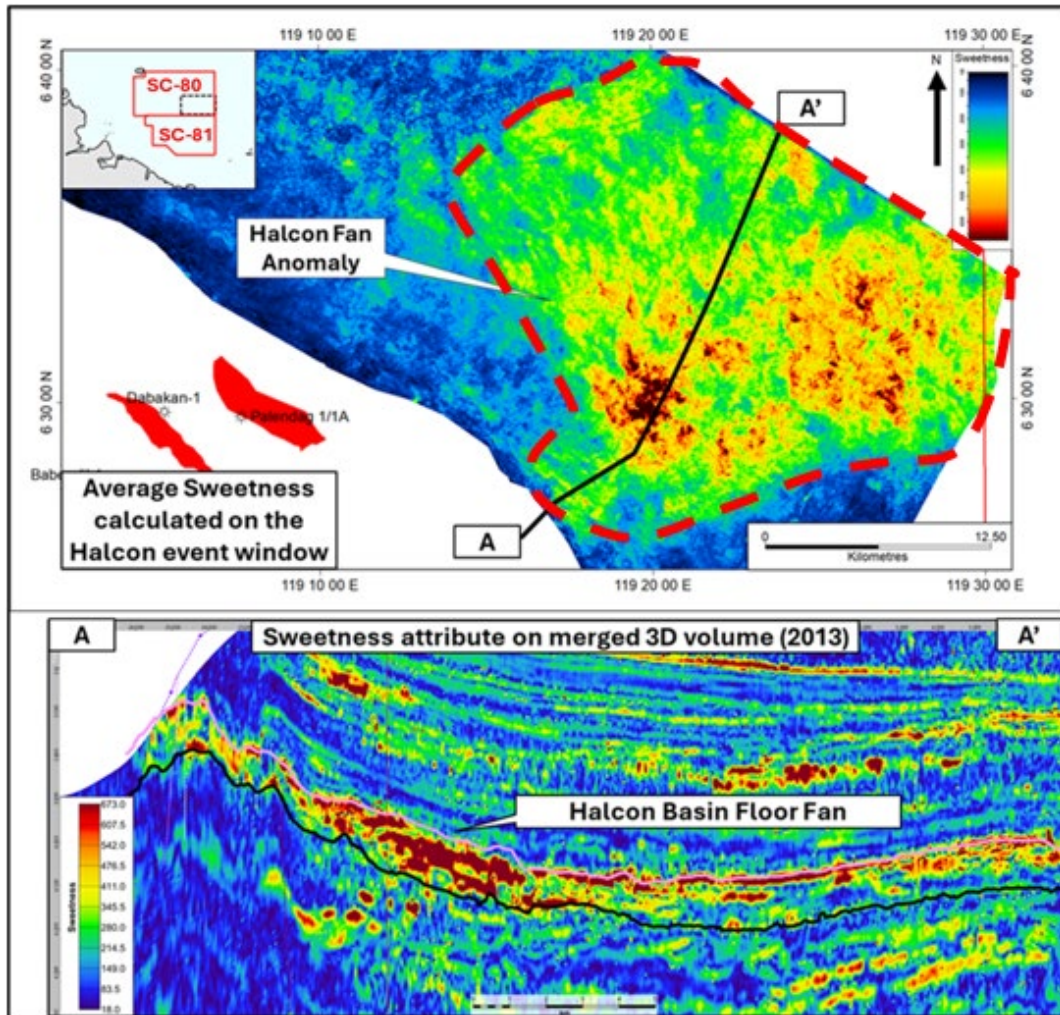 119 10 00 E
119 20 00 E
119 30 00 E
6 40 00 N
SC-80
SC-81
Sweetness
N
6 40 00 N
A'
Halcon Fan
Anomaly
6 30 00 N
Dabakan-1
Palendag 1/1A
6 30 00 N
Average Sweetness
calculated on the
Halcon event window
A
0
12.50
Kilometres
119 10 00 E
119 20 00 E
119 30 00 E
A
Sweetness attribute on merged 3D volume (2013)
A'
Halcon Basin Floor Fan
Sweetness
673.0
607.5
542.0
476.5
411.0
345.5
280.0
214.5
149.0
83.5
18.0